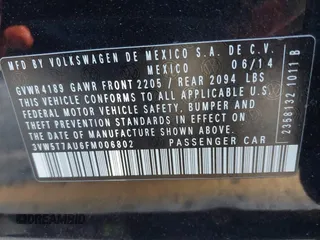 MFD BY VOLKSWAGEN DE MEXICO S.A. DE C.V.
MEXICO 06/14
GVWR4189 GAWR FRONT 2205 / REAR 2094 LBS
THIS VEHICLE CONFORMS TO ALL APPLICABLE
FEDERAL MOTOR VEHICLE SAFETY, BUMPER AND
THEFT PREVENTION STANDARDS IN EFFECT ON
THE DATE OF MANUFACTURE SHOWN ABOVE
3VW5T7AU6FM006802 PASSENGER CAR
2358132 1011 B
DREAMBID